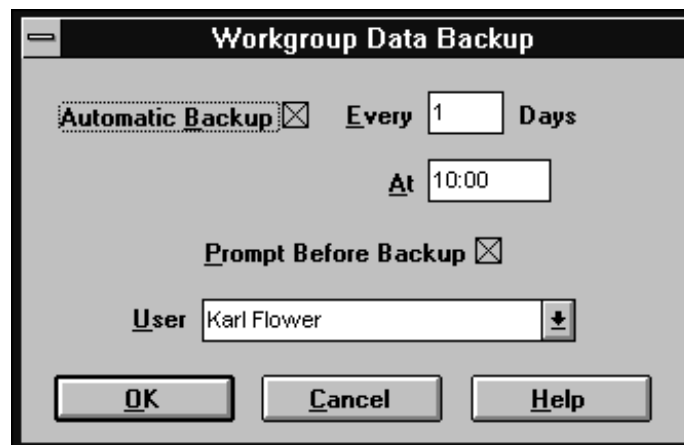 Workgroup Data Backup
Automatic Backup Every 1 Days
At 10:00
Prompt Before Backup
User Karl Flower
OK Cancel Help